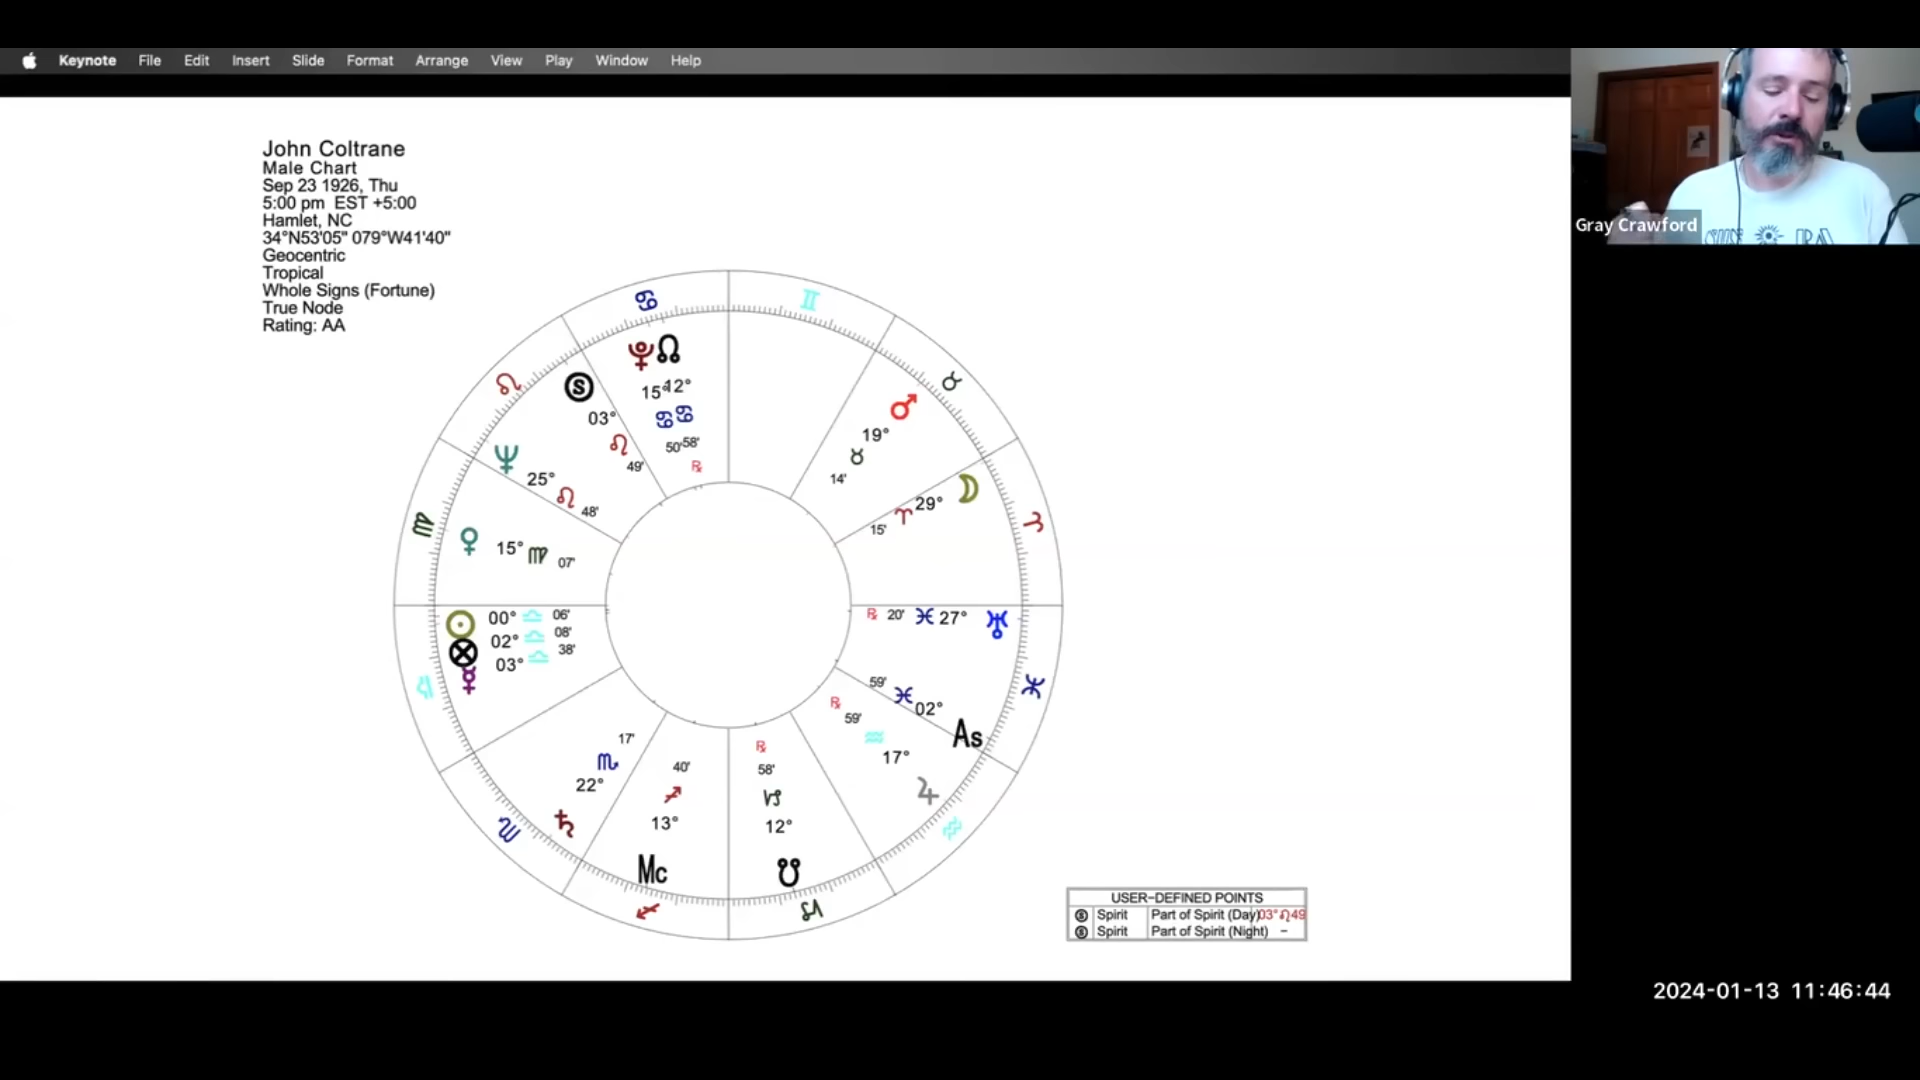 Keynote File Edit Insert Slide Format Arrange View Play Window Help
John Coltrane
Male Chart
Sep 23 1926, Thu
5:00 pm EST +5:00
Hamlet, NC
34°N53'05" 079°W41'40"
Geocentric
Tropical
Whole Signs (Fortune)
True Node
Rating: AA
Gray Crawford
♋ ♊
♇ ☊
15° 12°
♋ ♋
50' 58'
℞
♌
Ⓢ
03°
♌
49'
♉
♂
19°
♉
14'
♆
25°
♌
48'
☽
29°
♈
15'
♈
♍
♀ 15° ♍ 07'
☉ 00° ♎ 06'
⊗ 02° ♎ 08'
☿ 03° ♎ 38'
♎
℞ 20' ♓ 27° ♅
59' ♓ 02°
As
♓
℞
59'
♒
17°
♃
♒
17'
♏
22°
♄
♏
40'
♐
13°
Mc
♐
℞
58'
♑
12°
☋
♑
USER-DEFINED POINTS
Ⓢ Spirit Part of Spirit (Day) 03°♌49
Ⓢ Spirit Part of Spirit (Night) –
2024-01-13 11:46:44